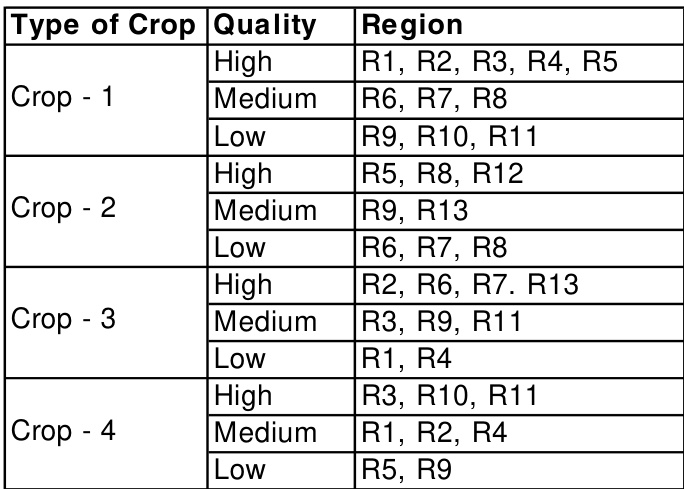 Type of Crop Quality Region
Crop - 1 High R1, R2, R3, R4, R5
Medium R6, R7, R8
Low R9, R10, R11
Crop - 2 High R5, R8, R12
Medium R9, R13
Low R6, R7, R8
Crop - 3 High R2, R6, R7. R13
Medium R3, R9, R11
Low R1, R4
Crop - 4 High R3, R10, R11
Medium R1, R2, R4
Low R5, R9